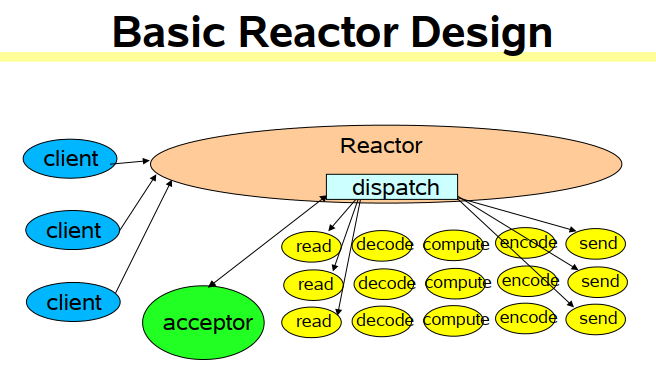 Basic Reactor Design
Reactor
client
dispatch
client
read decode compute encode send
read decode compute encode send
client
acceptor
read decode compute encode send